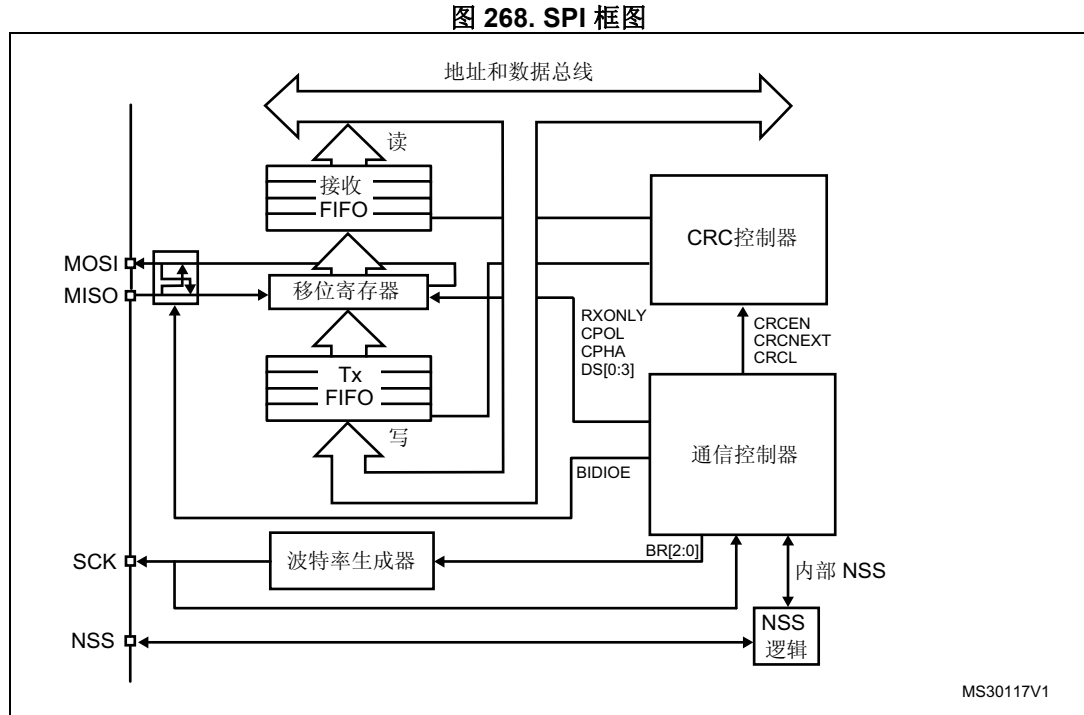 图 268. SPI 框图
地址和数据总线
读
接收
FIFO
CRC控制器
MOSI
MISO
移位寄存器
RXONLY
CPOL
CPHA
DS[0:3]
CRCEN
CRCNEXT
CRCL
Tx
FIFO
写
通信控制器
BIDIOE
BR[2:0]
SCK
波特率生成器
内部 NSS
NSS
NSS
逻辑
MS30117V1